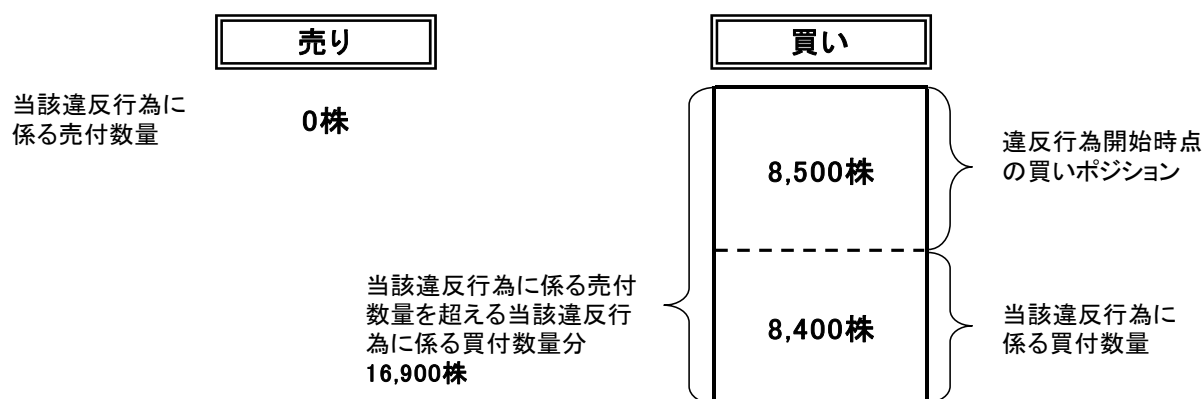 売り
買い
当該違反行為に
係る売付数量
0株
8,500株
違反行為開始時点
の買いポジション
当該違反行為に係る売付
数量を超える当該違反行
為に係る買付数量分
16,900株
8,400株
当該違反行為に
係る買付数量